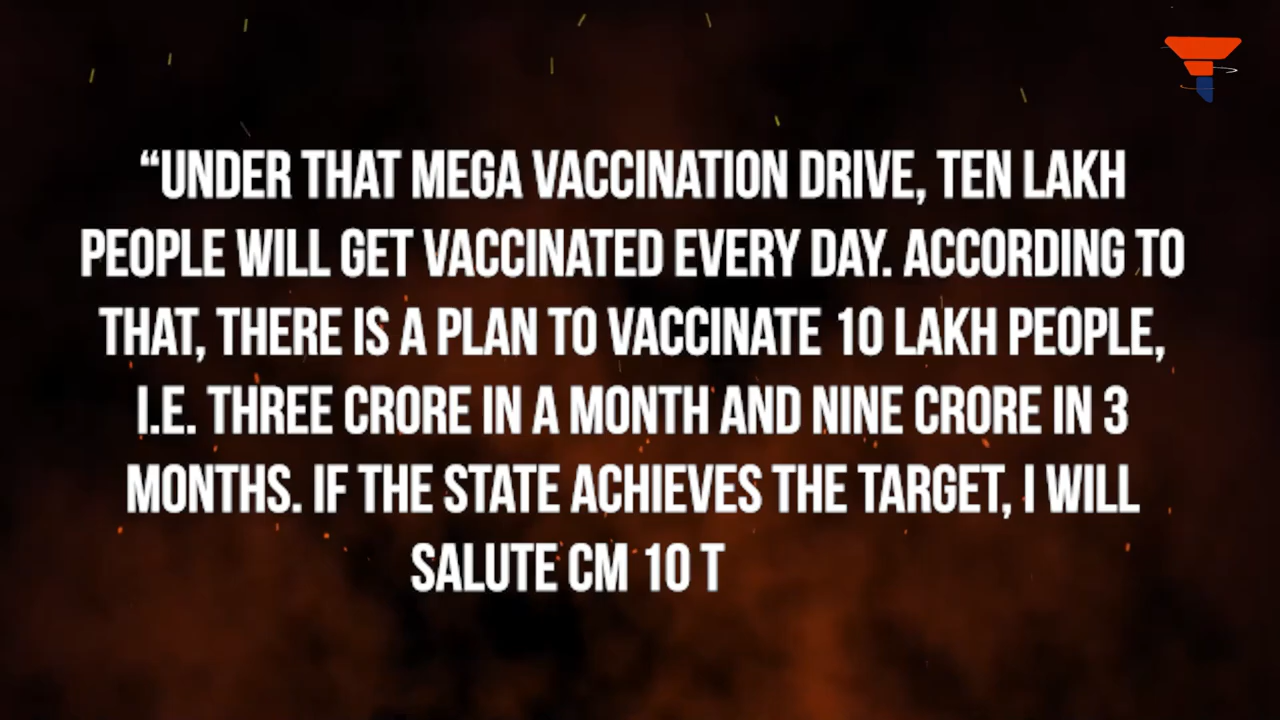 “UNDER THAT MEGA VACCINATION DRIVE, TEN LAKH
PEOPLE WILL GET VACCINATED EVERY DAY. ACCORDING TO
THAT, THERE IS A PLAN TO VACCINATE 10 LAKH PEOPLE,
I.E. THREE CRORE IN A MONTH AND NINE CRORE IN 3
MONTHS. IF THE STATE ACHIEVES THE TARGET, I WILL
SALUTE CM 10 T